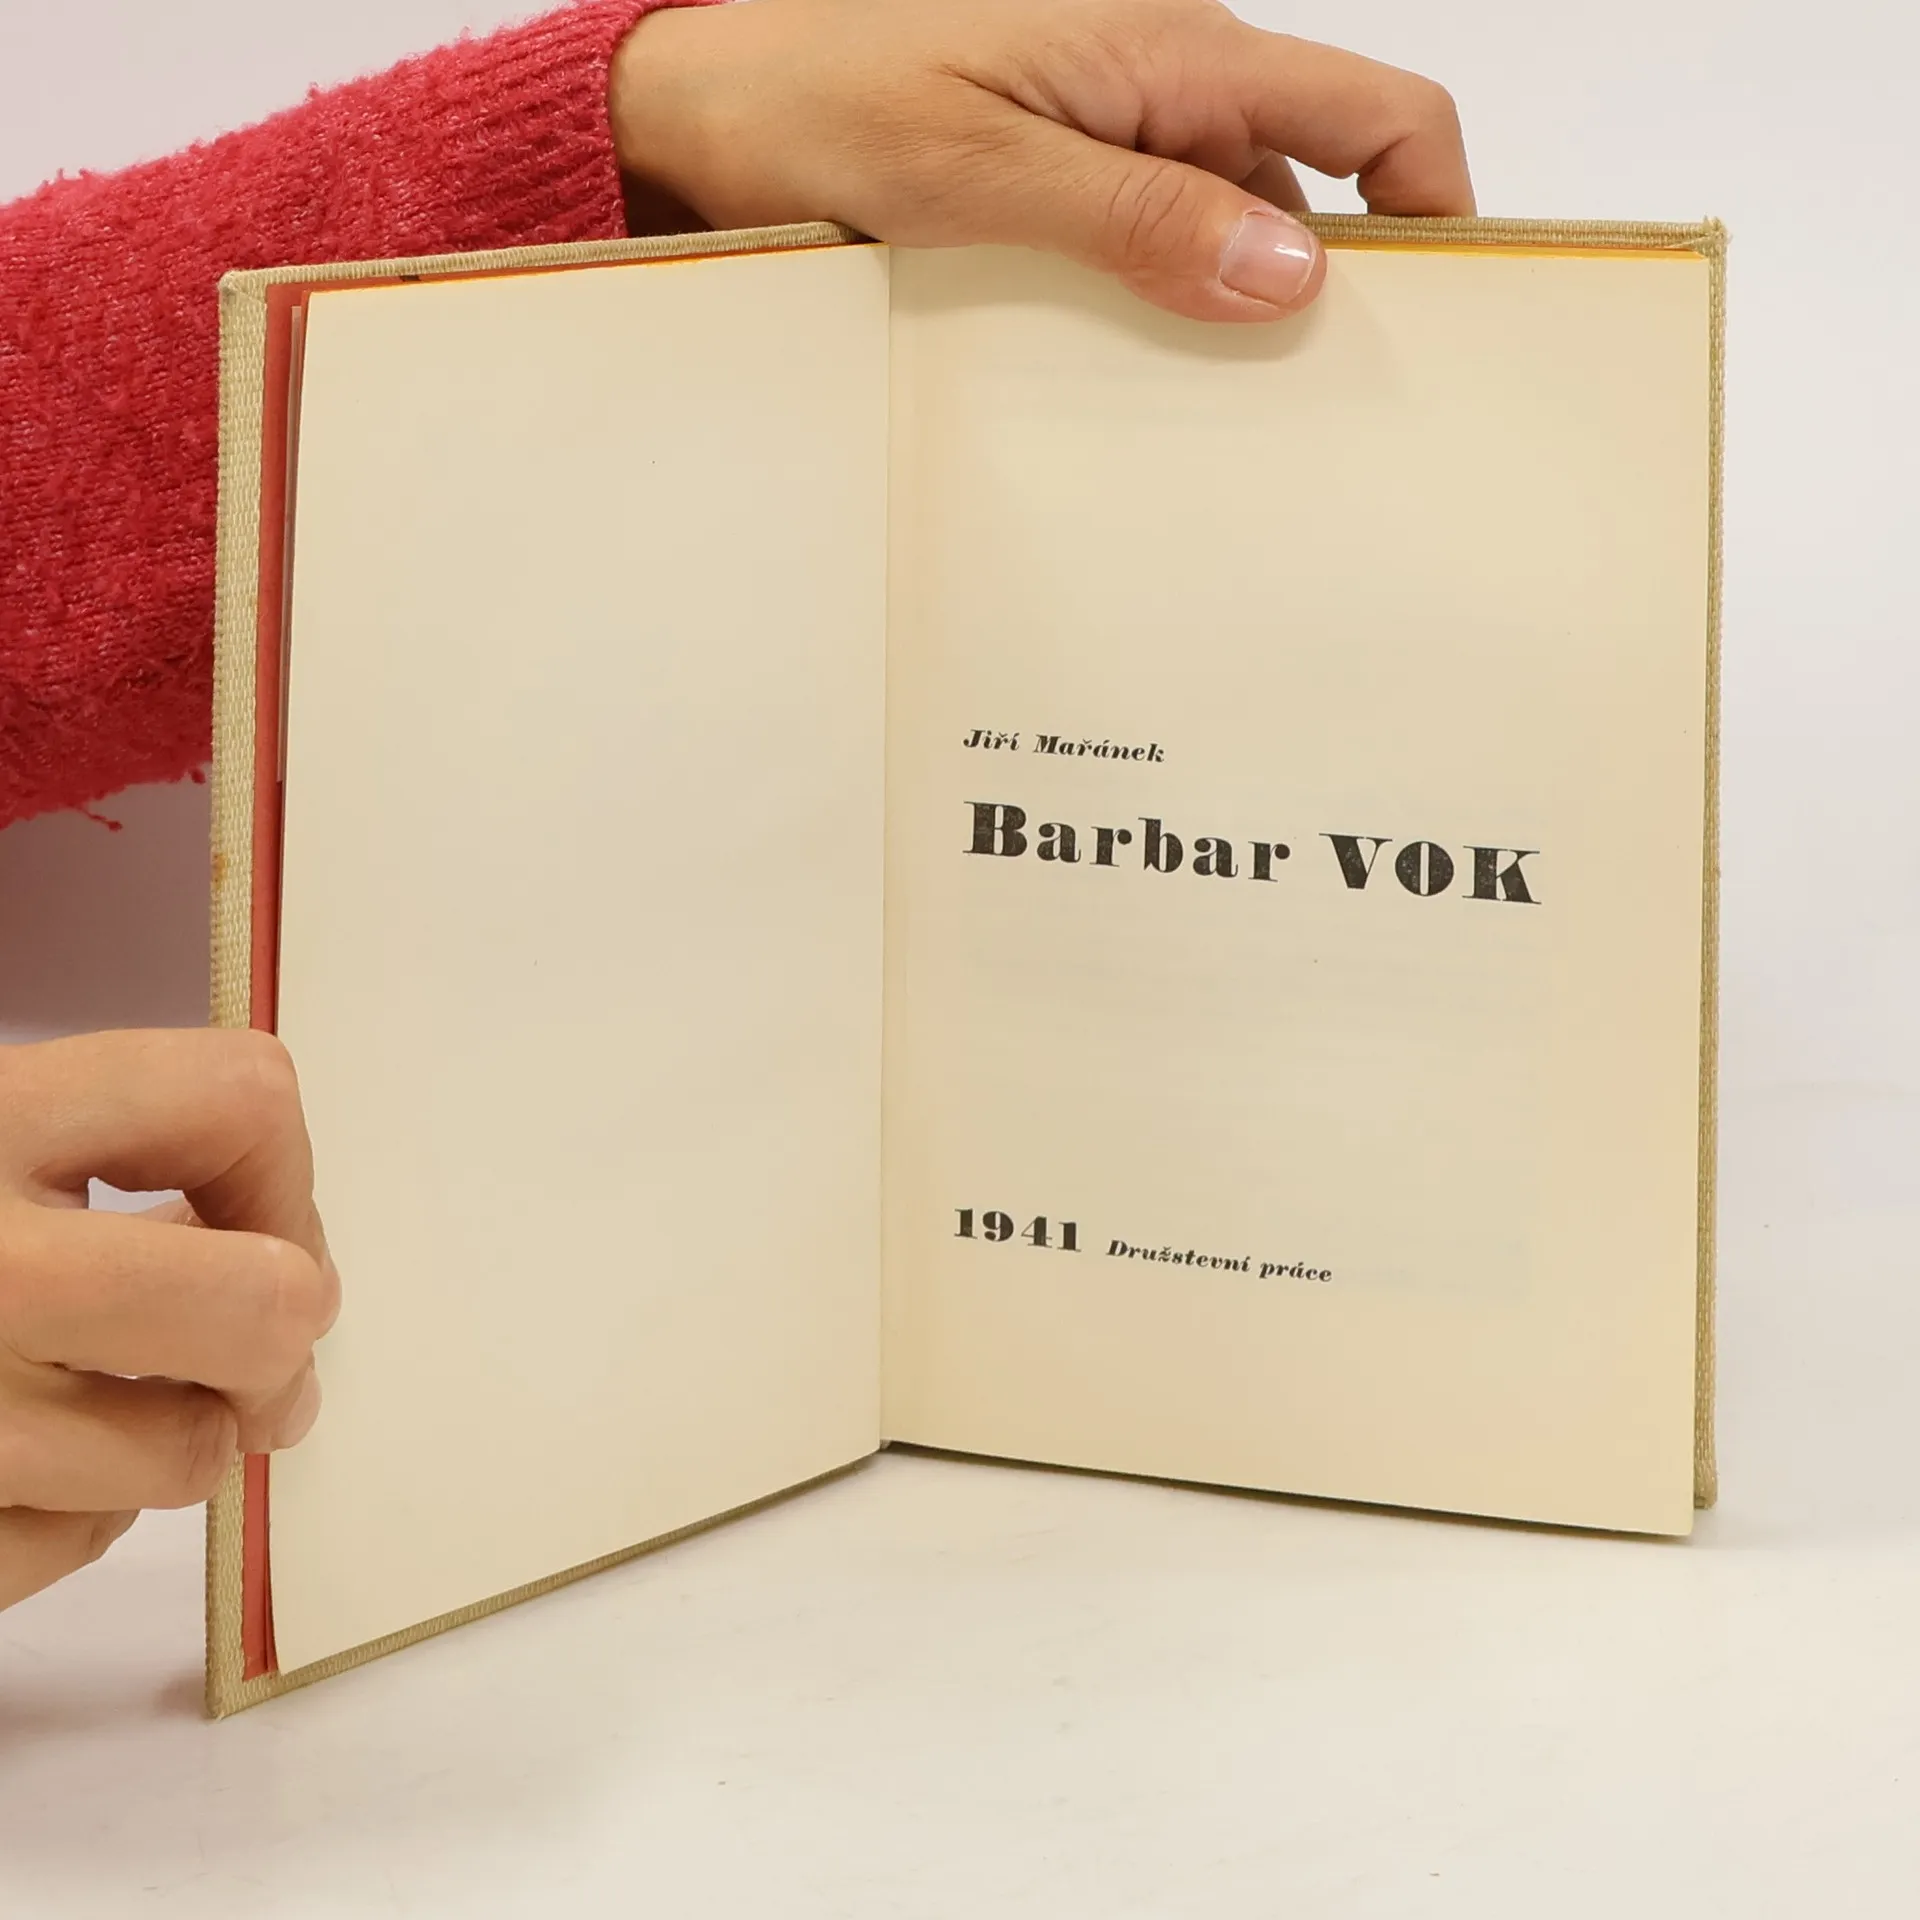 Jiří Mařánek
Barbar VOK
1941 Družstevní práce